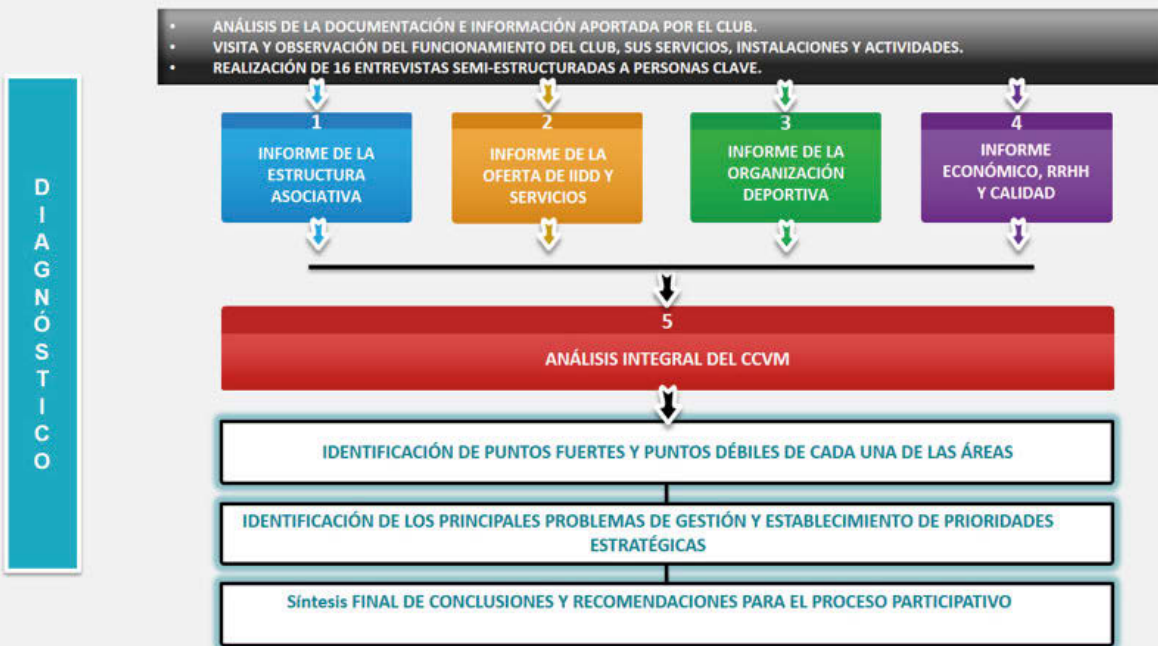 • ANÁLISIS DE LA DOCUMENTACIÓN E INFORMACIÓN APORTADA POR EL CLUB.
• VISITA Y OBSERVACIÓN DEL FUNCIONAMIENTO DEL CLUB, SUS SERVICIOS, INSTALACIONES Y ACTIVIDADES.
• REALIZACIÓN DE 16 ENTREVISTAS SEMI-ESTRUCTURADAS A PERSONAS CLAVE.
D
I
A
G
N
Ó
S
T
I
C
O
1
INFORME DE LA
ESTRUCTURA
ASOCIATIVA
2
INFORME DE LA
OFERTA DE IIDD Y
SERVICIOS
3
INFORME DE LA
ORGANIZACIÓN
DEPORTIVA
4
INFORME
ECONÓMICO, RRHH
Y CALIDAD
5
ANÁLISIS INTEGRAL DEL CCVM
IDENTIFICACIÓN DE PUNTOS FUERTES Y PUNTOS DÉBILES DE CADA UNA DE LAS ÁREAS
IDENTIFICACIÓN DE LOS PRINCIPALES PROBLEMAS DE GESTIÓN Y ESTABLECIMIENTO DE PRIORIDADES
ESTRATÉGICAS
Síntesis FINAL DE CONCLUSIONES Y RECOMENDACIONES PARA EL PROCESO PARTICIPATIVO